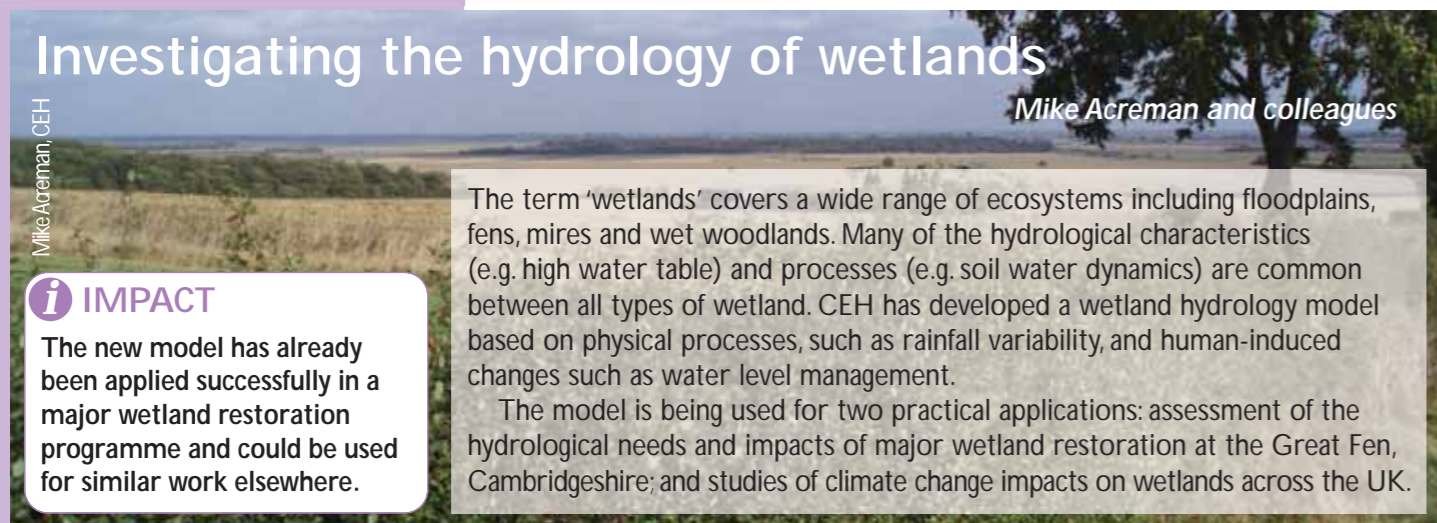 Investigating the hydrology of wetlands
Mike Acreman and colleagues
Mike Acreman, CEH
The term ‘wetlands’ covers a wide range of ecosystems including floodplains,
fens, mires and wet woodlands. Many of the hydrological characteristics
(e.g. high water table) and processes (e.g. soil water dynamics) are common
between all types of wetland. CEH has developed a wetland hydrology model
based on physical processes, such as rainfall variability, and human-induced
changes such as water level management.
The model is being used for two practical applications: assessment of the
hydrological needs and impacts of major wetland restoration at the Great Fen,
Cambridgeshire; and studies of climate change impacts on wetlands across the UK.
i IMPACT
The new model has already
been applied successfully in a
major wetland restoration
programme and could be used
for similar work elsewhere.